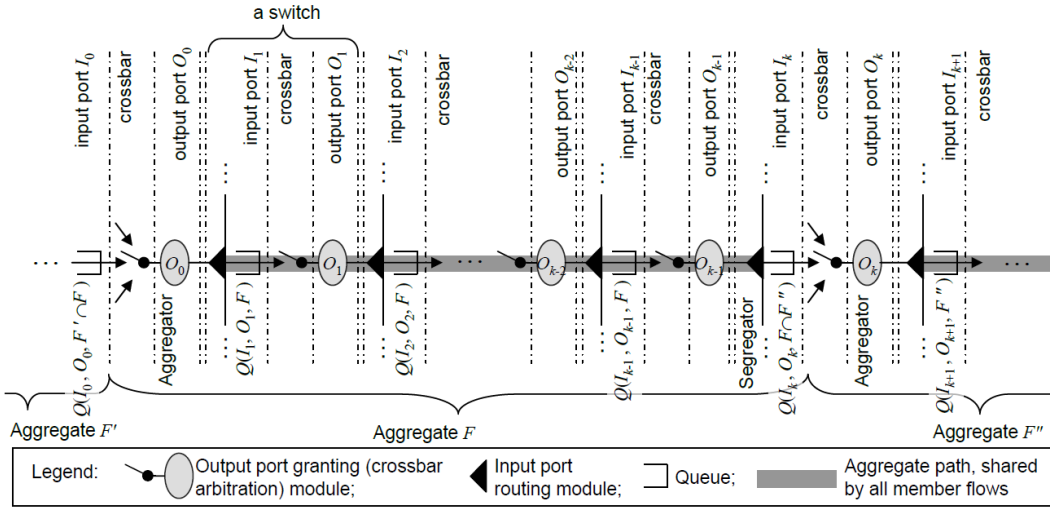 a switch
input port I0
crossbar
output port O0
input port I1
crossbar
output port O1
input port I2
crossbar
output port Ok-2
input port Ik-1
crossbar
output port Ok-1
input port Ik
crossbar
output port Ok
input port Ik+1
crossbar
... ... ... ... ... ...
... O0 O1 ... Ok-2 Ok-1 Ok ...
... ... ... ... ...
Q(I0, O0, F'∩F)
Aggregator
Q(I1, O1, F)
Q(I2, O2, F)
Q(Ik-1, Ok-1, F)
Segregator
Q(Ik, Ok, F∩F")
Aggregator
Q(Ik+1, Ok+1, F")
Aggregate F'
Aggregate F
Aggregate F"
Legend:
Output port granting (crossbar
arbitration) module;
Input port
routing module;
Queue;
Aggregate path, shared
by all member flows